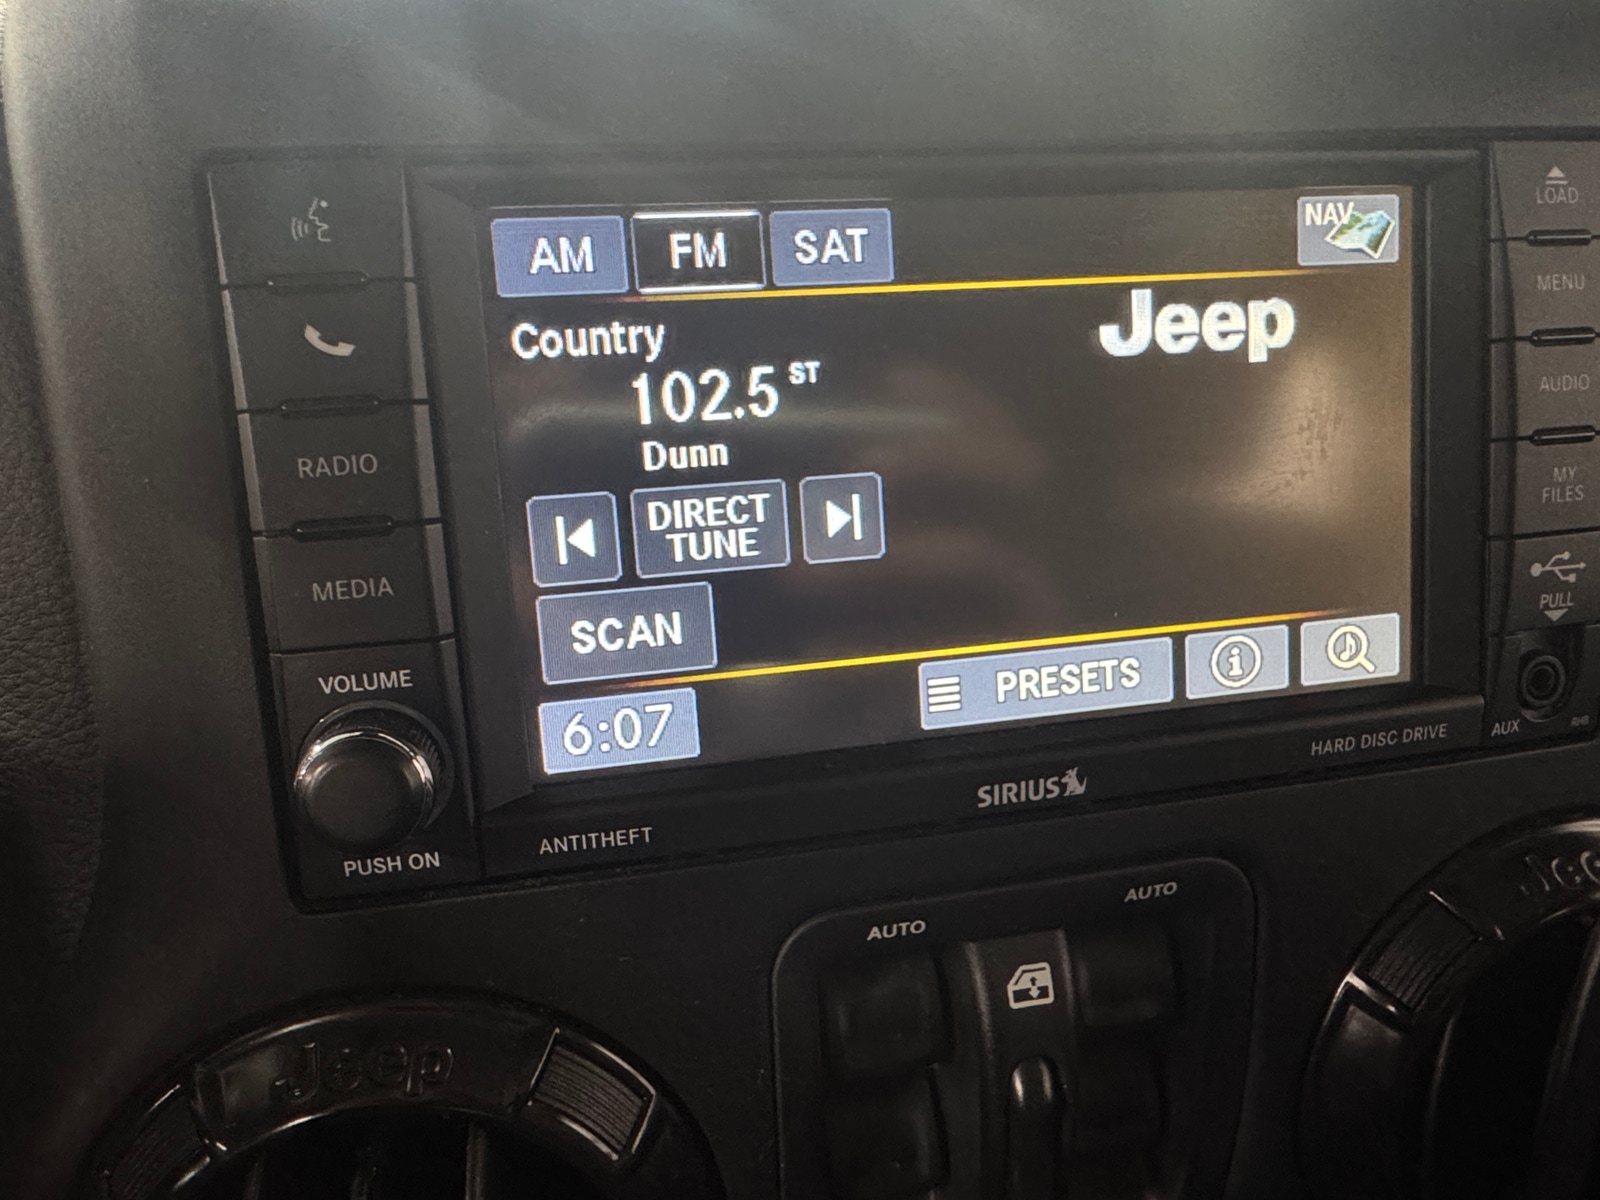 AM FM SAT NAV
Country
Jeep
102.5 ST
Dunn
DIRECT
TUNE
SCAN
6:07
PRESETS
i
RADIO
MEDIA
VOLUME
PUSH ON
ANTITHEFT
SIRIUS
HARD DISC DRIVE
LOAD
MENU
AUDIO
MY
FILES
PULL
AUX
AUTO
AUTO
Jeep